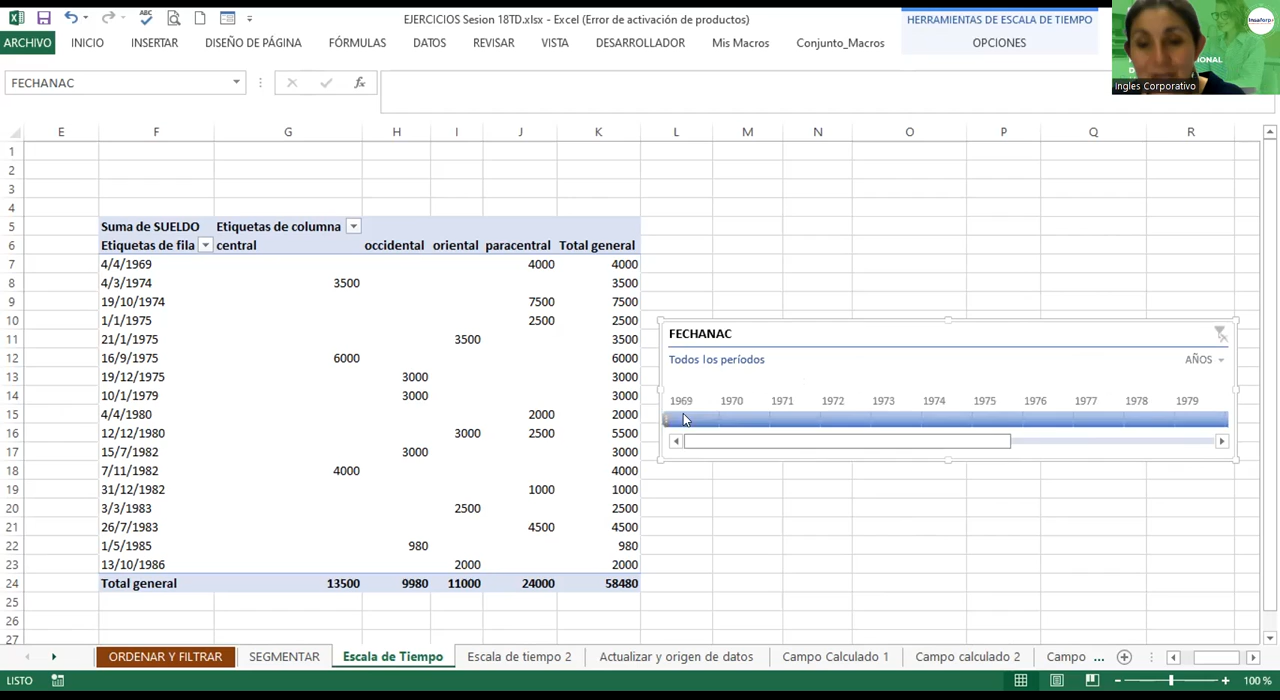 EJERCICIOS Sesion 18TD.xlsx - Excel (Error de activación de productos)
HERRAMIENTAS DE ESCALA DE TIEMPO
ARCHIVO INICIO INSERTAR DISEÑO DE PÁGINA FÓRMULAS DATOS REVISAR VISTA DESARROLLADOR Mis Macros Conjunto_Macros OPCIONES
Ingles Corporativo
FECHANAC
E F G H I J K L M N O P Q R
1
2
3
4
5 Suma de SUELDO Etiquetas de columna
6 Etiquetas de fila central occidental oriental paracentral Total general
7 4/4/1969 4000 4000
8 4/3/1974 3500 3500
9 19/10/1974 7500 7500
10 1/1/1975 2500 2500
11 21/1/1975 3500 3500
12 16/9/1975 6000 6000
13 19/12/1975 3000 3000
14 10/1/1979 3000 3000
15 4/4/1980 2000 2000
16 12/12/1980 3000 2500 5500
17 15/7/1982 3000 3000
18 7/11/1982 4000 4000
19 31/12/1982 1000 1000
20 3/3/1983 2500 2500
21 26/7/1983 4500 4500
22 1/5/1985 980 980
23 13/10/1986 2000 2000
24 Total general 13500 9980 11000 24000 58480
25
26
27
FECHANAC
Todos los períodos AÑOS
1969 1970 1971 1972 1973 1974 1975 1976 1977 1978 1979
ORDENAR Y FILTRAR SEGMENTAR Escala de Tiempo Escala de tiempo 2 Actualizar y origen de datos Campo Calculado 1 Campo calculado 2 Campo ...
LISTO 100 %